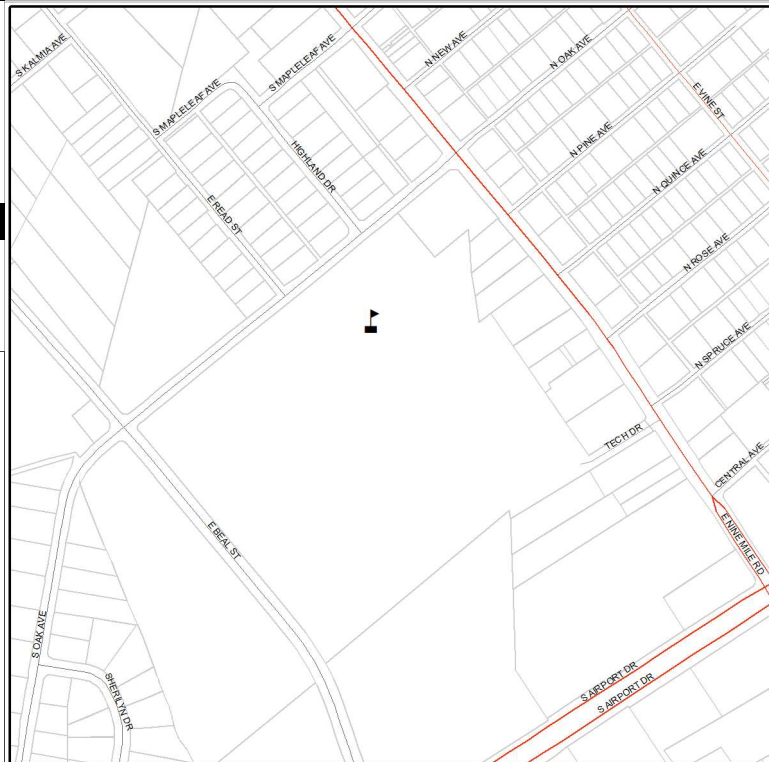 S KALMIA AVE
S MAPLELEAF AVE
S MAPLELEAF AVE
N NEW AVE
N OAK AVE
E VINE ST
N PINE AVE
HIGHLAND DR
N QUINCE AVE
E READ ST
N ROSE AVE
N SPRUCE AVE
TECH DR
CENTRAL AVE
E NINE MILE RD
E BEAL ST
S OAK AVE
SHERILYN DR
S AIRPORT DR
S AIRPORT DR